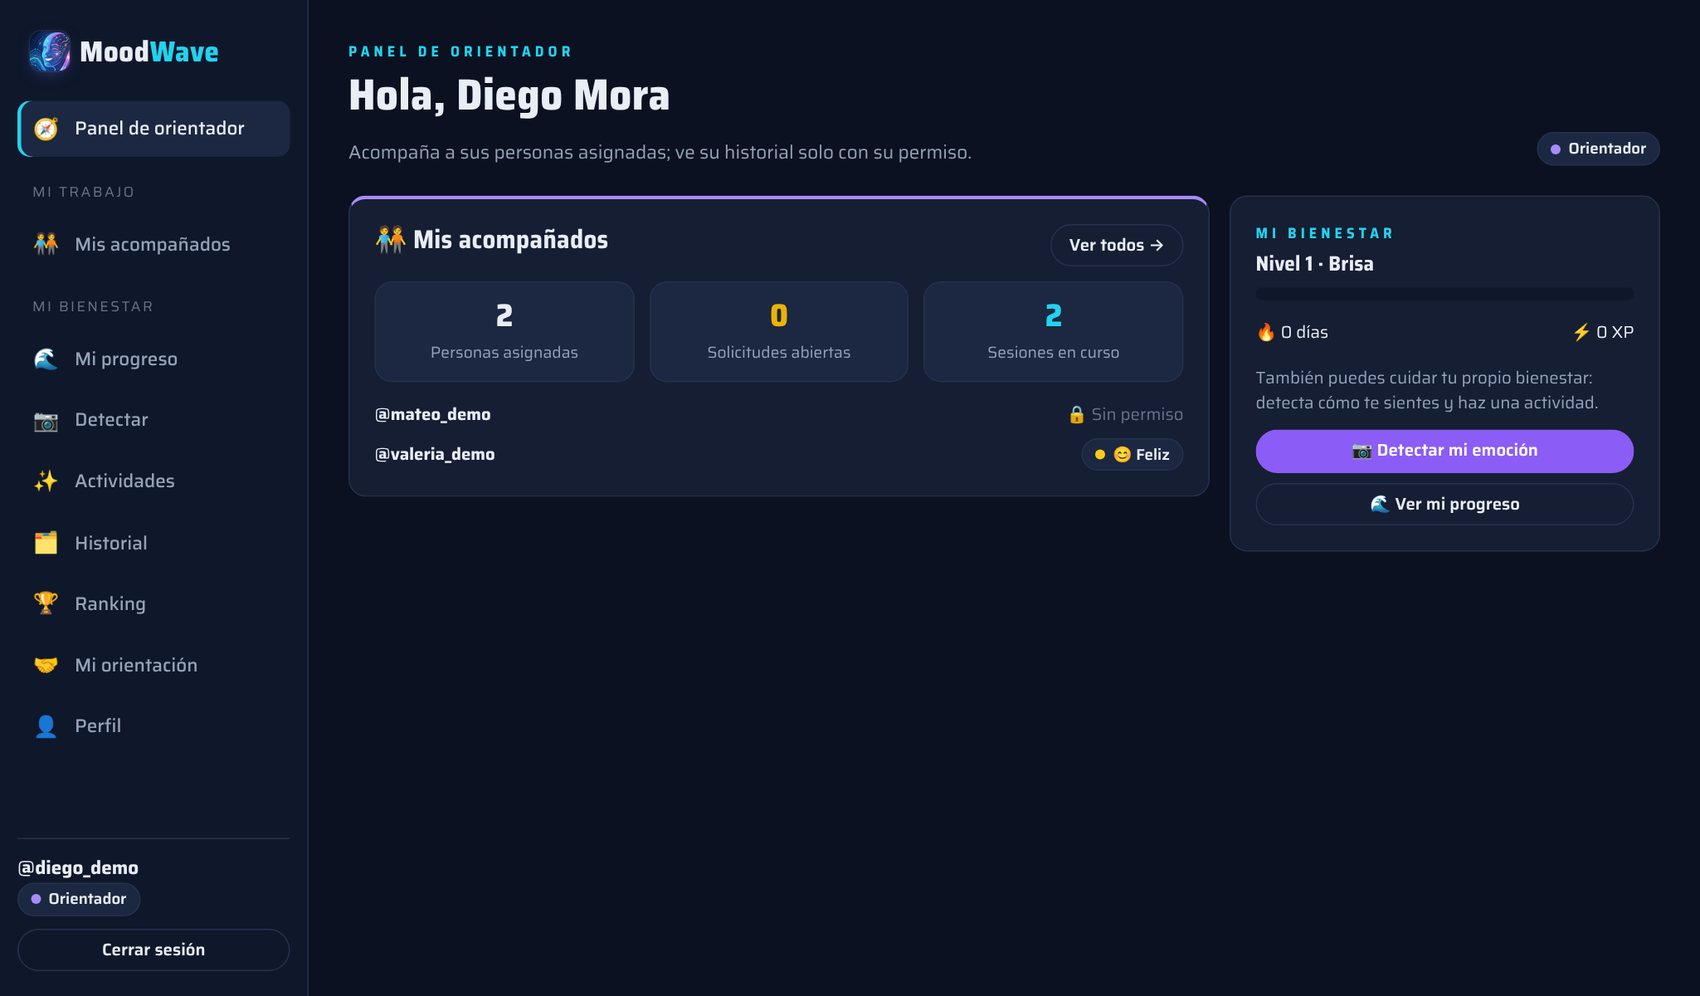 MoodWave
Panel de orientador
MI TRABAJO
Mis acompañados
MI BIENESTAR
Mi progreso
Detectar
Actividades
Historial
Ranking
Mi orientación
Perfil
@diego_demo
Orientador
Cerrar sesión
PANEL DE ORIENTADOR
Hola, Diego Mora
Acompaña a sus personas asignadas; ve su historial solo con su permiso.
Orientador
Mis acompañados
Ver todos →
2
Personas asignadas
0
Solicitudes abiertas
2
Sesiones en curso
@mateo_demo
Sin permiso
@valeria_demo
Feliz
MI BIENESTAR
Nivel 1 · Brisa
0 días
0 XP
También puedes cuidar tu propio bienestar:
detecta cómo te sientes y haz una actividad.
Detectar mi emoción
Ver mi progreso